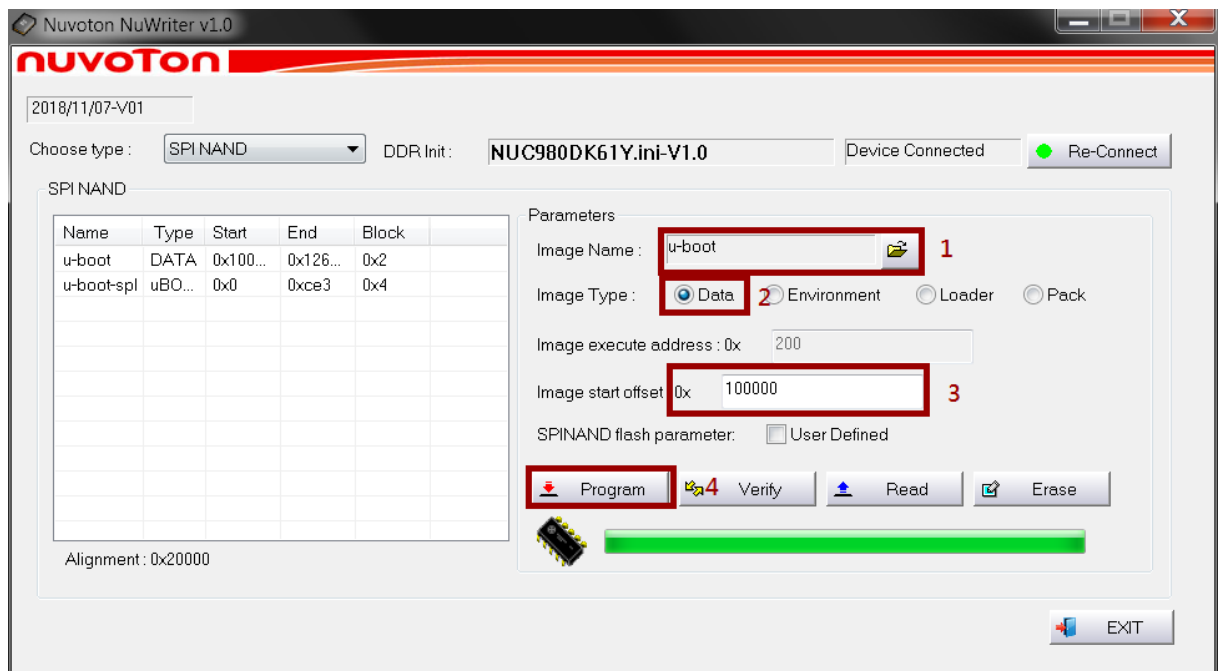 Nuvoton NuWriter v1.0
nuvoTon
2018/11/07-V01
Choose type : SPI NAND DDR Init : NUC980DK61Y.ini-V1.0 Device Connected Re-Connect
SPI NAND
Name Type Start End Block
u-boot DATA 0x100... 0x126... 0x2
u-boot-spl uBO... 0x0 0xce3 0x4
Alignment : 0x20000
Parameters
Image Name : u-boot 1
Image Type : Data 2 Environment Loader Pack
Image execute address : 0x 200
Image start offset 0x 100000 3
SPINAND flash parameter: User Defined
Program 4 Verify Read Erase
EXIT